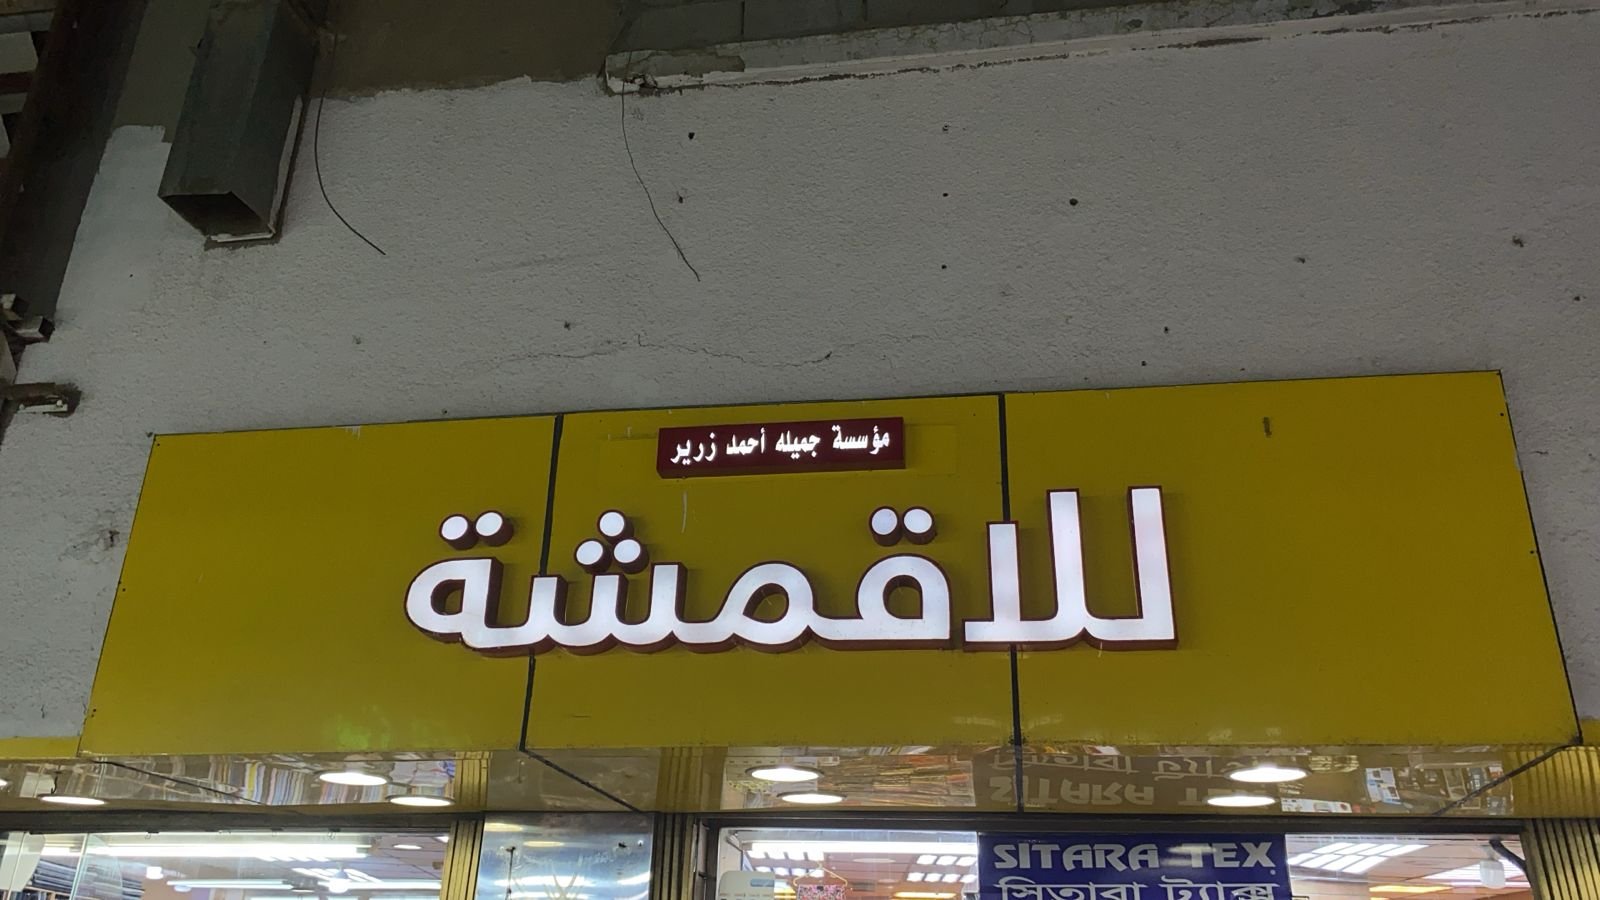 مؤسسة جميله أحمد زرير
للاقمشة
SITARA TEX
সিতারা ট্যাক্স